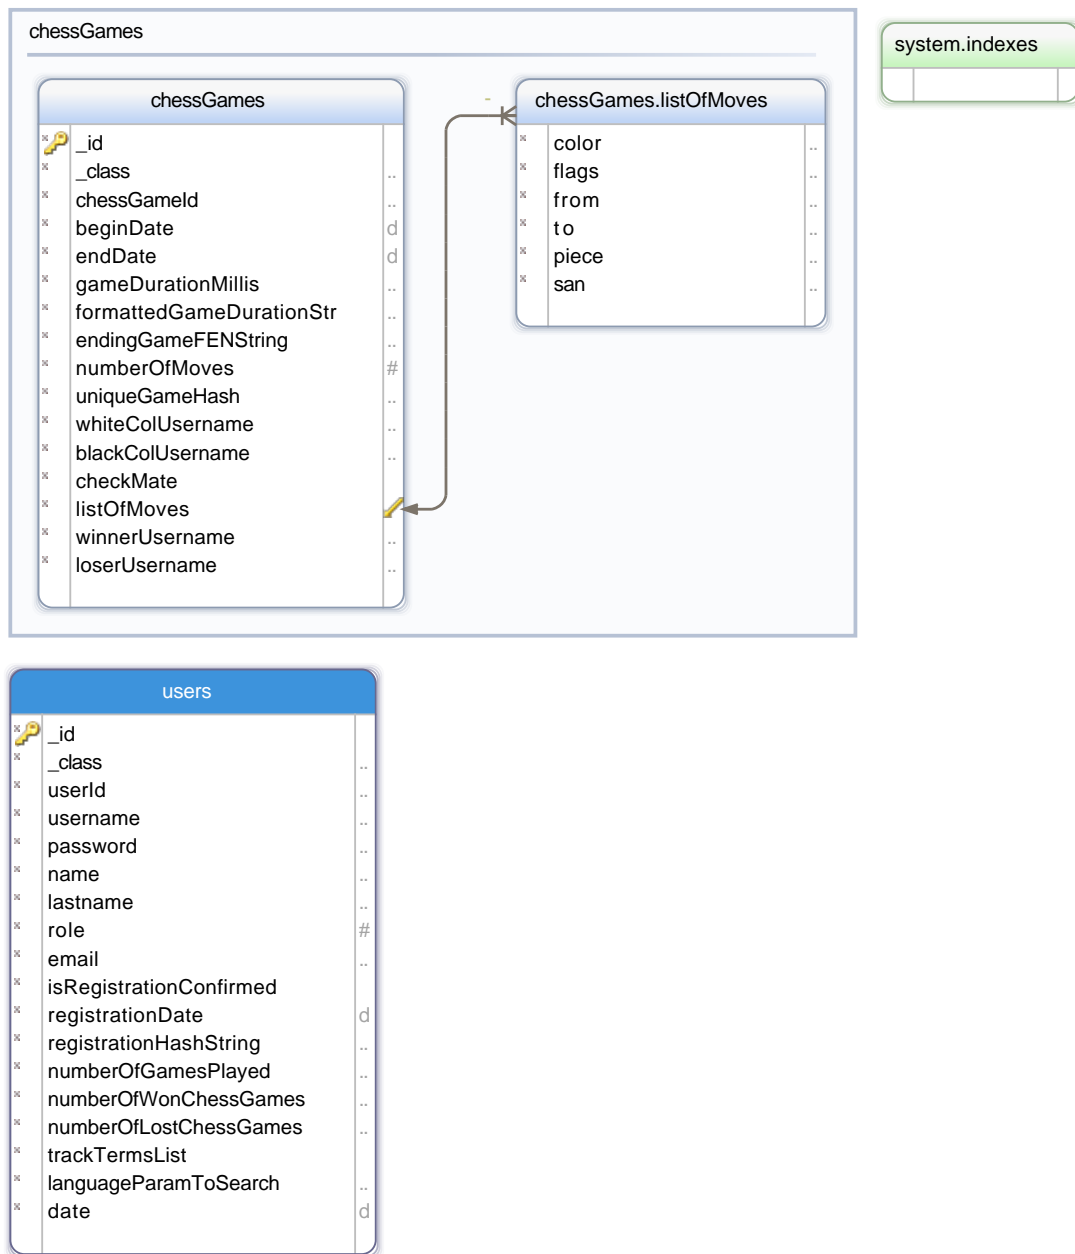 chessGames
system.indexes
chessGames
_id
_class ..
chessGameId ..
beginDate d
endDate d
gameDurationMillis ..
formattedGameDurationStr ..
endingGameFENString ..
numberOfMoves #
uniqueGameHash ..
whiteColUsername ..
blackColUsername ..
checkMate
listOfMoves
winnerUsername ..
loserUsername ..
-
chessGames.listOfMoves
color ..
flags ..
from ..
to ..
piece ..
san ..
users
_id
_class ..
userId ..
username ..
password ..
name ..
lastname ..
role #
email ..
isRegistrationConfirmed
registrationDate d
registrationHashString ..
numberOfGamesPlayed ..
numberOfWonChessGames ..
numberOfLostChessGames ..
trackTermsList
languageParamToSearch ..
date d